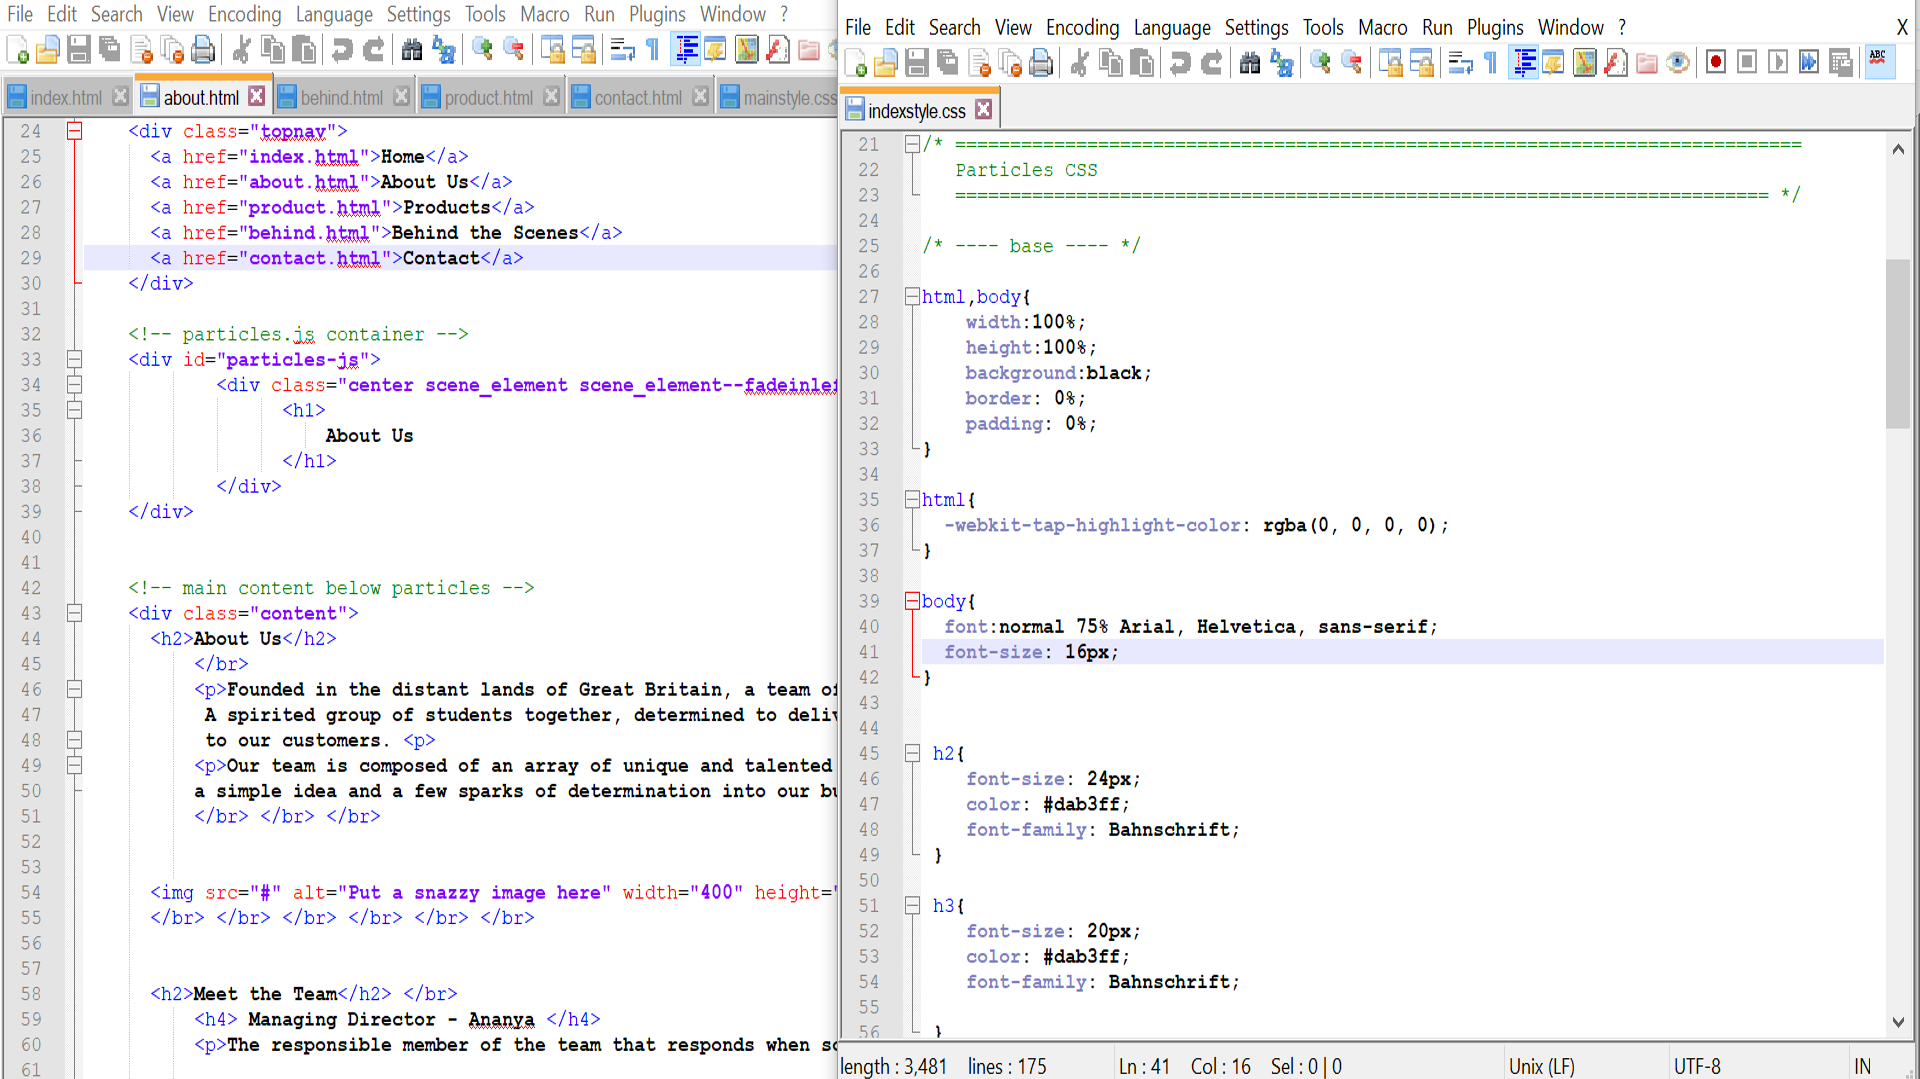 File Edit Search View Encoding Language Settings Tools Macro Run Plugins Window ?
index.html about.html behind.html product.html contact.html mainstyle.css
24 <div class="topnav">
25 <a href="index.html">Home</a>
26 <a href="about.html">About Us</a>
27 <a href="product.html">Products</a>
28 <a href="behind.html">Behind the Scenes</a>
29 <a href="contact.html">Contact</a>
30 </div>
31
32 <!-- particles.js container -->
33 <div id="particles-js">
34 <div class="center scene_element scene_element--fadeinlef
35 <h1>
36 About Us
37 </h1>
38 </div>
39 </div>
40
41
42 <!-- main content below particles -->
43 <div class="content">
44 <h2>About Us</h2>
45 </br>
46 <p>Founded in the distant lands of Great Britain, a team of
47 A spirited group of students together, determined to deliv
48 to our customers. <p>
49 <p>Our team is composed of an array of unique and talented
50 a simple idea and a few sparks of determination into our bu
51 </br> </br> </br>
52
53
54 <img src="#" alt="Put a snazzy image here" width="400" height="
55 </br> </br> </br> </br> </br> </br>
56
57
58 <h2>Meet the Team</h2> </br>
59 <h4> Managing Director - Ananya </h4>
60 <p>The responsible member of the team that responds when so
61
File Edit Search View Encoding Language Settings Tools Macro Run Plugins Window ? X
ABC
indexstyle.css
21 /* =============================================================================
22 Particles CSS
23 ========================================================================== */
24
25 /* ---- base ---- */
26
27 html,body{
28 width:100%;
29 height:100%;
30 background:black;
31 border: 0%;
32 padding: 0%;
33 }
34
35 html{
36 -webkit-tap-highlight-color: rgba(0, 0, 0, 0);
37 }
38
39 body{
40 font:normal 75% Arial, Helvetica, sans-serif;
41 font-size: 16px;
42 }
43
44
45 h2{
46 font-size: 24px;
47 color: #dab3ff;
48 font-family: Bahnschrift;
49 }
50
51 h3{
52 font-size: 20px;
53 color: #dab3ff;
54 font-family: Bahnschrift;
55
56 }
length : 3,481 lines : 175 Ln : 41 Col : 16 Sel : 0 | 0 Unix (LF) UTF-8 IN